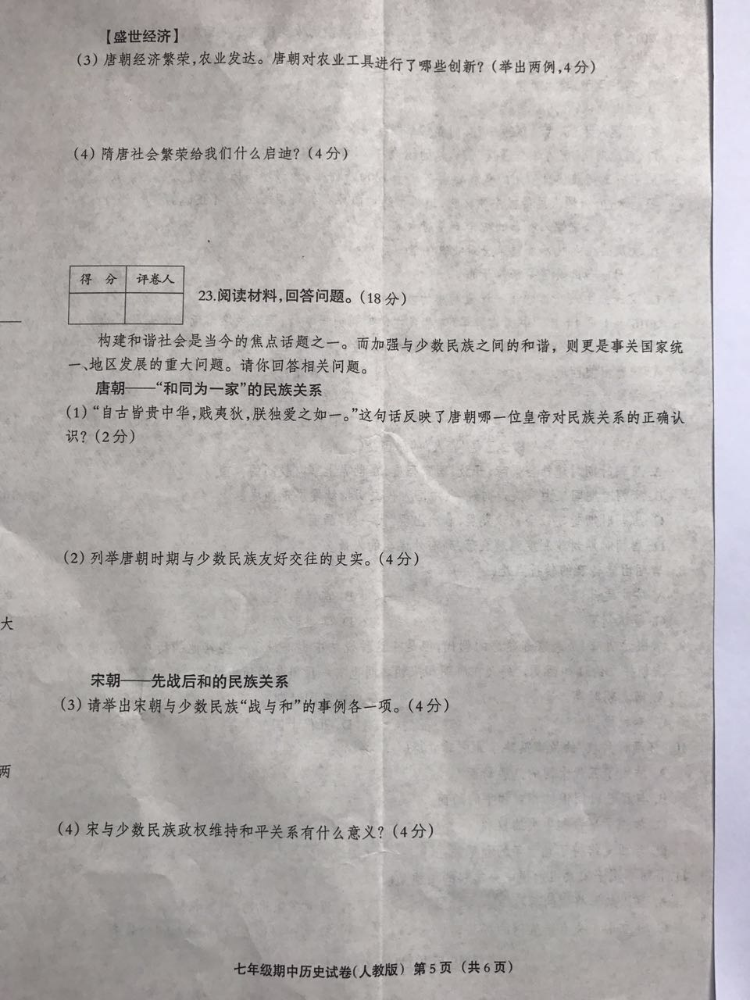 【盛世经济】
（3）唐朝经济繁荣，农业发达。唐朝对农业工具进行了哪些创新？（举出两例，4分）
（4）隋唐社会繁荣给我们什么启迪？（4分）
得 分 评卷人
23.阅读材料，回答问题。（18分）
构建和谐社会是当今的焦点话题之一。而加强与少数民族之间的和谐，则更是事关国家统
一、地区发展的重大问题。请你回答相关问题。
唐朝——“和同为一家”的民族关系
（1）“自古皆贵中华，贱夷狄，朕独爱之如一。”这句话反映了唐朝哪一位皇帝对民族关系的正确认
识？（2分）
（2）列举唐朝时期与少数民族友好交往的史实。（4分）
大
宋朝——先战后和的民族关系
（3）请举出宋朝与少数民族“战与和”的事例各一项。（4分）
两
（4）宋与少数民族政权维持和平关系有什么意义？（4分）
七年级期中历史试卷（人教版） 第5页（共6页）